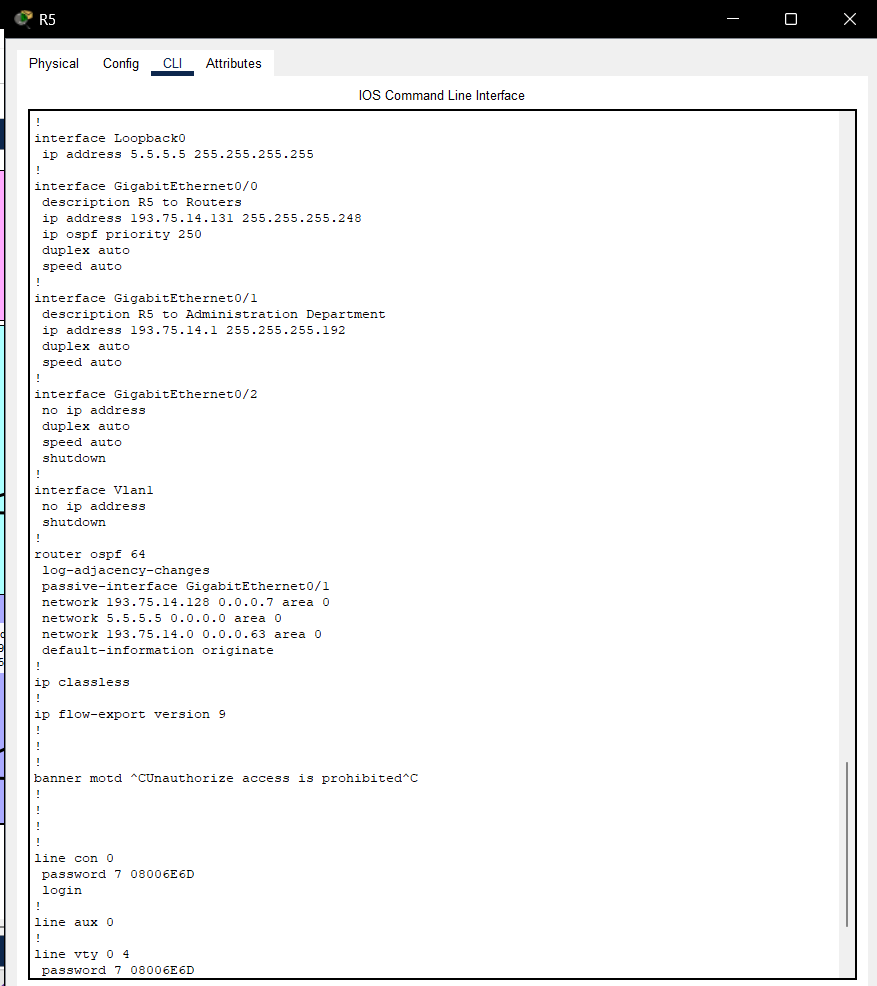 R5
Physical Config CLI Attributes
IOS Command Line Interface
!
interface Loopback0
ip address 5.5.5.5 255.255.255.255
!
interface GigabitEthernet0/0
description R5 to Routers
ip address 193.75.14.131 255.255.255.248
ip ospf priority 250
duplex auto
speed auto
!
interface GigabitEthernet0/1
description R5 to Administration Department
ip address 193.75.14.1 255.255.255.192
duplex auto
speed auto
!
interface GigabitEthernet0/2
no ip address
duplex auto
speed auto
shutdown
!
interface Vlan1
no ip address
shutdown
!
router ospf 64
log-adjacency-changes
passive-interface GigabitEthernet0/1
network 193.75.14.128 0.0.0.7 area 0
network 5.5.5.5 0.0.0.0 area 0
network 193.75.14.0 0.0.0.63 area 0
default-information originate
!
ip classless
!
ip flow-export version 9
!
!
!
banner motd ^CUnauthorize access is prohibited^C
!
!
!
!
line con 0
password 7 08006E6D
login
!
line aux 0
!
line vty 0 4
password 7 08006E6D